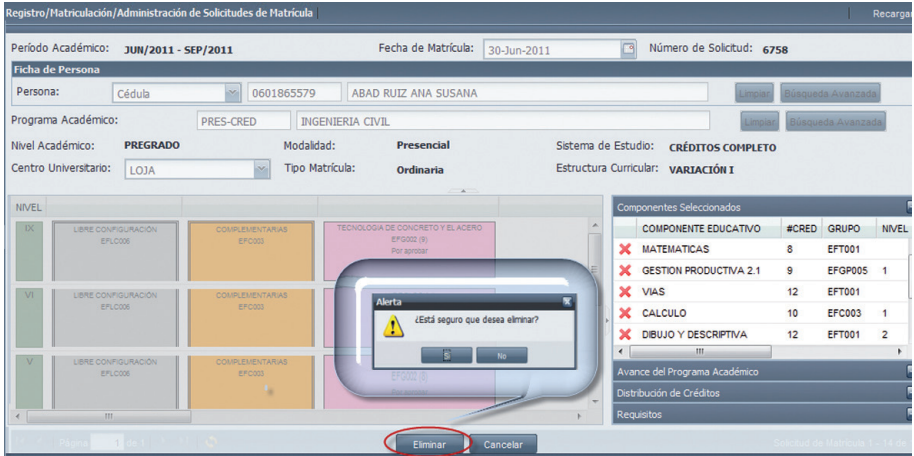 Registro/Matriculación/Administración de Solicitudes de Matrícula Recargar
Período Académico: JUN/2011 - SEP/2011 Fecha de Matrícula: 30-Jun-2011 Número de Solicitud: 6758
Ficha de Persona
Persona: Cédula 0601865579 ABAD RUIZ ANA SUSANA Limpiar Búsqueda Avanzada
Programa Académico: PRES-CRED INGENIERIA CIVIL Limpiar Búsqueda Avanzada
Nivel Académico: PREGRADO Modalidad: Presencial Sistema de Estudio: CRÉDITOS COMPLETO
Centro Universitario: LOJA Tipo Matrícula: Ordinaria Estructura Curricular: VARIACIÓN I
NIVEL
IX LIBRE CONFIGURACIÓN COMPLEMENTARIAS TECNOLOGIA DE CONCRETO Y EL ACERO
EFLC006 EFC003 EFG002 (9)
Por aprobar
VI LIBRE CONFIGURACIÓN COMPLEMENTARIAS
EFLC006 EFC003
V LIBRE CONFIGURACIÓN COMPLEMENTARIAS
EFLC006 EFC003
Por aprobar
Alerta
¿Está seguro que desea eliminar?
Sí No
Componentes Seleccionados
COMPONENTE EDUCATIVO #CRED GRUPO NIVEL
MATEMATICAS 8 EFT001
GESTION PRODUCTIVA 2.1 9 EFGP005 1
VIAS 12 EFT001
CALCULO 10 EFC003 1
DIBUJO Y DESCRIPTIVA 12 EFT001 2
Avance del Programa Académico
Distribución de Créditos
Requisitos
Página 1 de 1 Eliminar Cancelar Solicitud de Matrícula 1 - 14 de